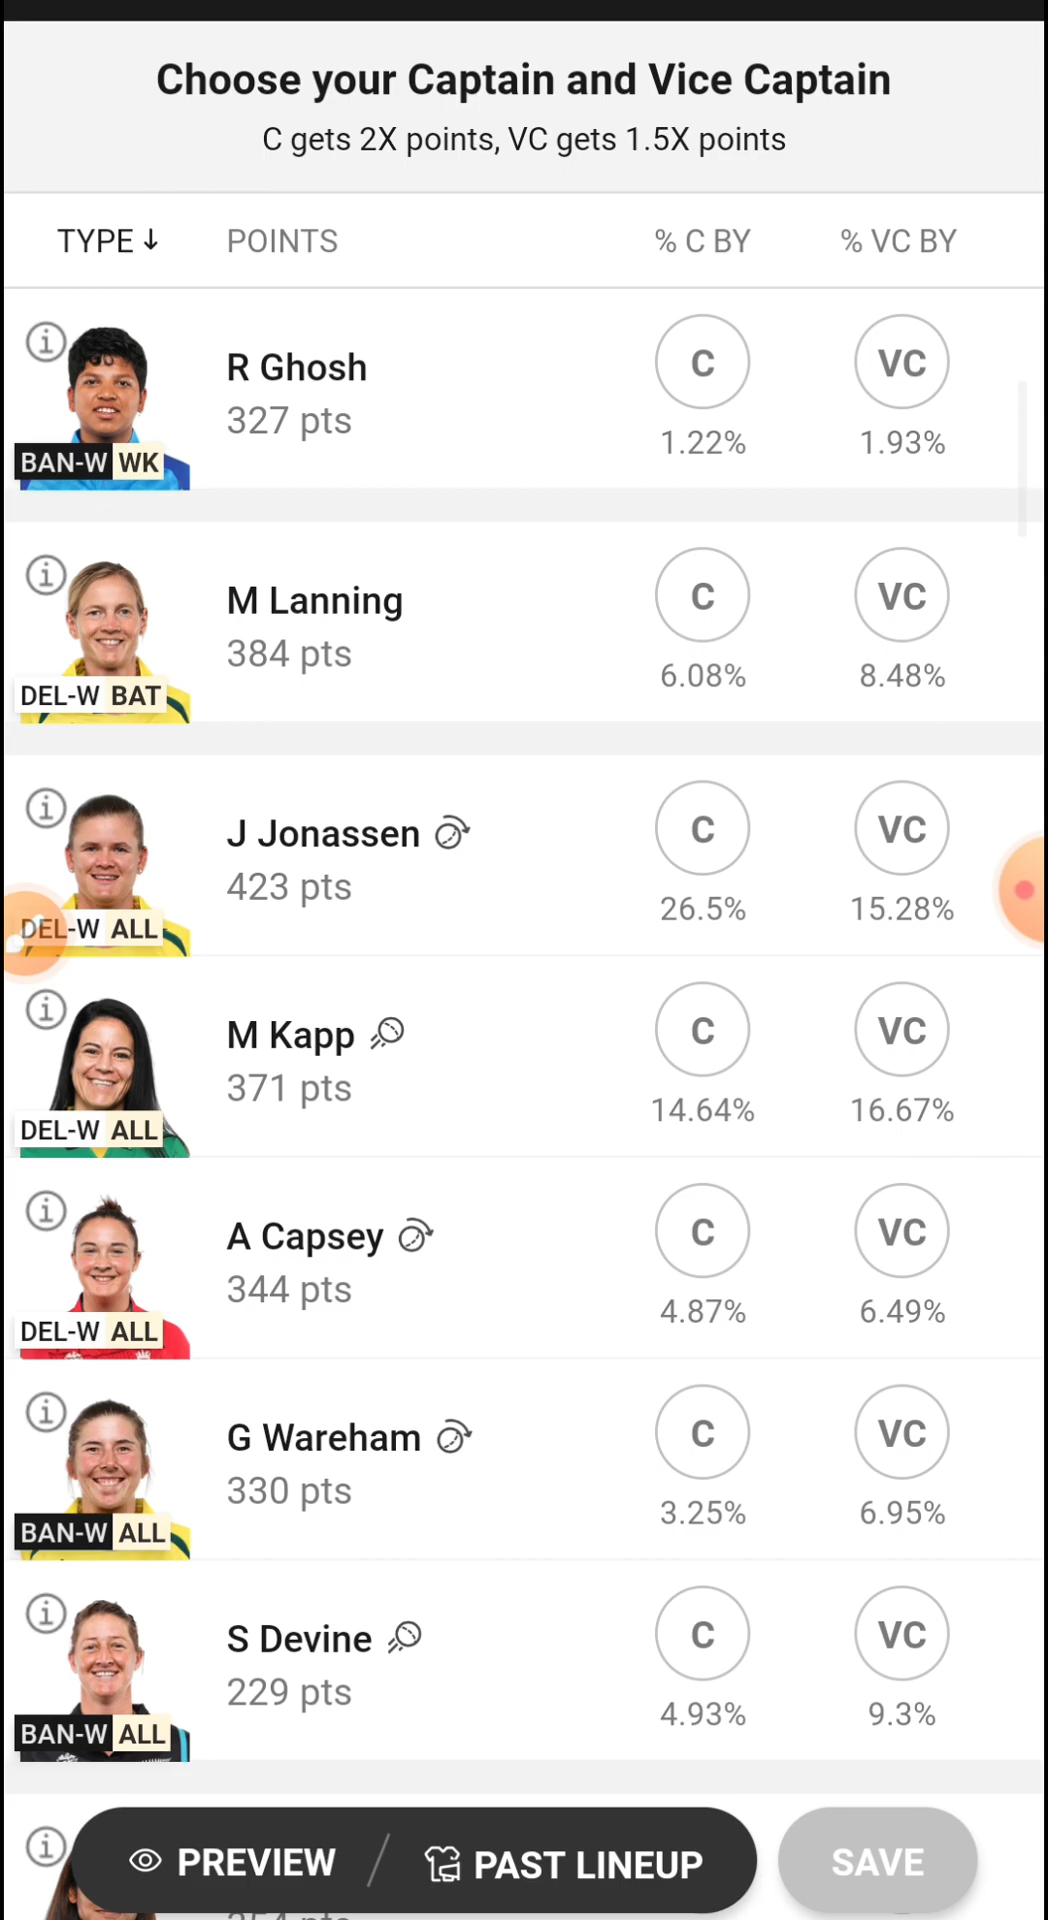 Choose your Captain and Vice Captain
C gets 2X points, VC gets 1.5X points
TYPE ↓ POINTS % C BY % VC BY
R Ghosh
327 pts
BAN-W WK
C VC
1.22% 1.93%
M Lanning
384 pts
DEL-W BAT
C VC
6.08% 8.48%
J Jonassen
423 pts
DEL-W ALL
C VC
26.5% 15.28%
M Kapp
371 pts
DEL-W ALL
C VC
14.64% 16.67%
A Capsey
344 pts
DEL-W ALL
C VC
4.87% 6.49%
G Wareham
330 pts
BAN-W ALL
C VC
3.25% 6.95%
S Devine
229 pts
BAN-W ALL
C VC
4.93% 9.3%
PREVIEW / PAST LINEUP SAVE